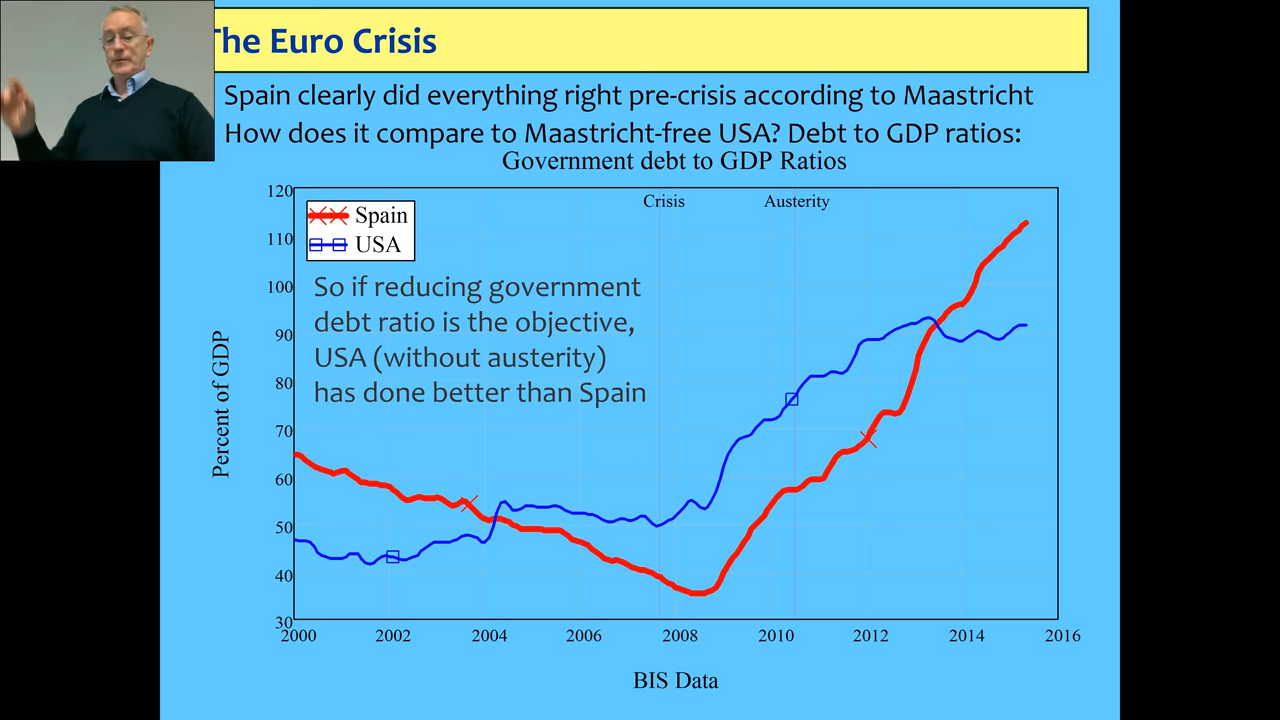 The Euro Crisis
Spain clearly did everything right pre-crisis according to Maastricht
How does it compare to Maastricht-free USA? Debt to GDP ratios:
Government debt to GDP Ratios
Crisis Austerity
Spain
USA
So if reducing government
debt ratio is the objective,
USA (without austerity)
has done better than Spain
Percent of GDP
120
110
100
90
80
70
60
50
40
30
2000 2002 2004 2006 2008 2010 2012 2014 2016
BIS Data